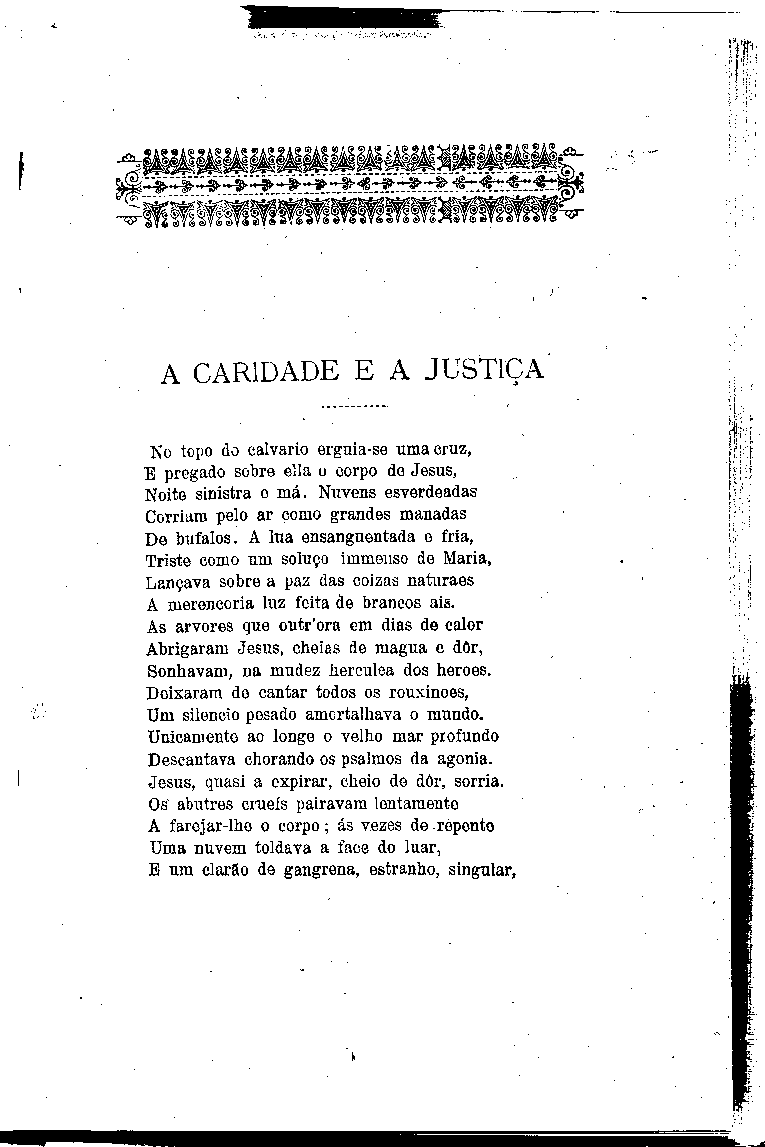 A CARIDADE E A JUSTIÇA
No topo do calvario erguia-se uma cruz,
E pregado sobre ella o corpo de Jesus,
Noite sinistra e má. Nuvens esverdeadas
Corriam pelo ar como grandes manadas
De bufalos. A lua ensanguentada e fria,
Triste como um soluço immenso de Maria,
Lançava sobre a paz das coizas naturaes
A merencoria luz feita de brancos ais.
As arvores que outr'ora em dias de calor
Abrigaram Jesus, cheias de magua e dôr,
Sonhavam, na mudez herculea dos heroes.
Deixaram de cantar todos os rouxinoes,
Um silencio pesado amortalhava o mundo.
Unicamente ao longe o velho mar profundo
Descantava chorando os psalmos da agonia.
Jesus, quasi a expirar, cheio de dôr, sorria.
Os abutres crueis pairavam lentamente
A farejar-lhe o corpo; ás vezes de repente
Uma nuvem toldava a face do luar,
E um clarão de gangrena, estranho, singular,